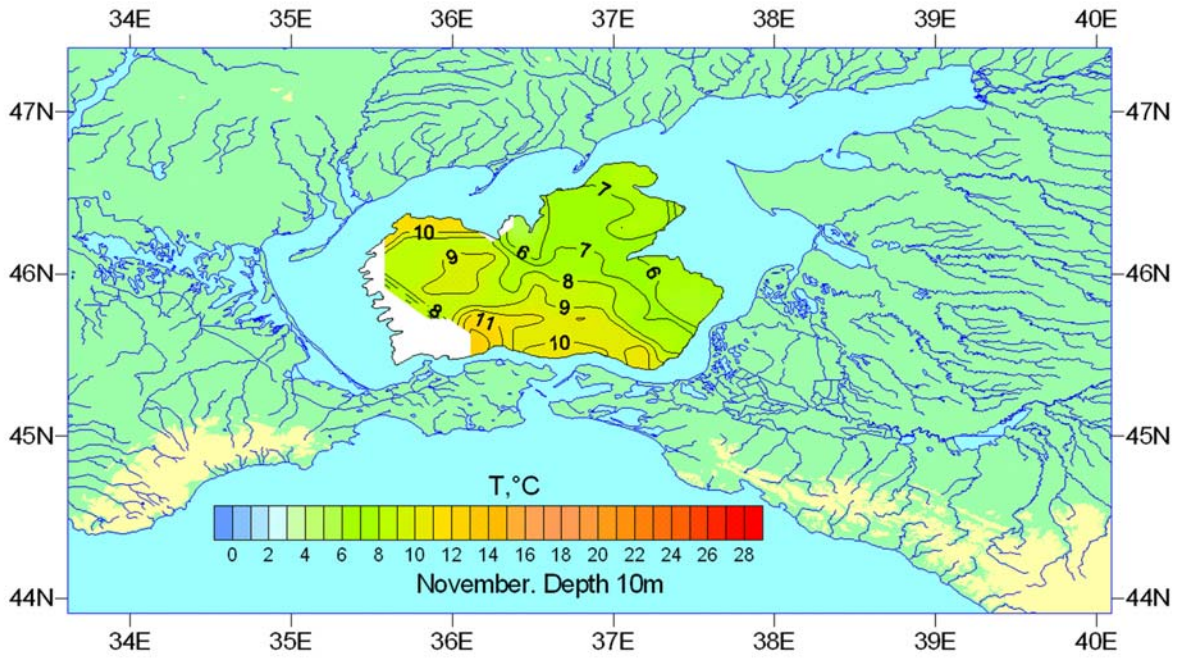 34E 35E 36E 37E 38E 39E 40E
47N 47N
7
10
6 7
9
46N 6 46N
8
8 9
11
10
45N 45N
T,°C
0 2 4 6 8 10 12 14 16 18 20 22 24 26 28
November. Depth 10m
44N 44N
34E 35E 36E 37E 38E 39E 40E